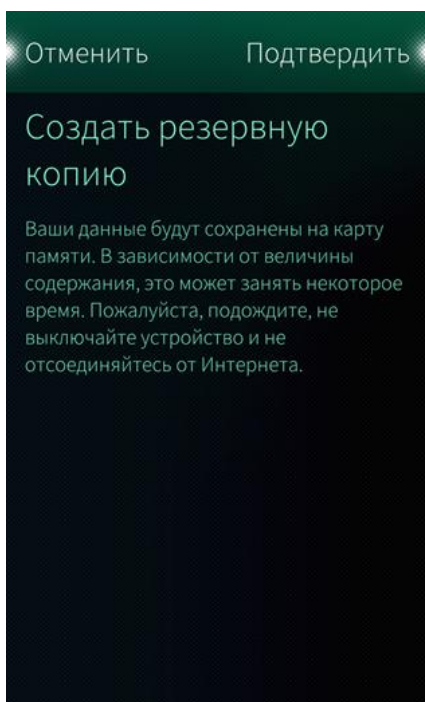 Отменить Подтвердить
Создать резервную
копию
Ваши данные будут сохранены на карту
памяти. В зависимости от величины
содержания, это может занять некоторое
время. Пожалуйста, подождите, не
выключайте устройство и не
отсоединяйтесь от Интернета.